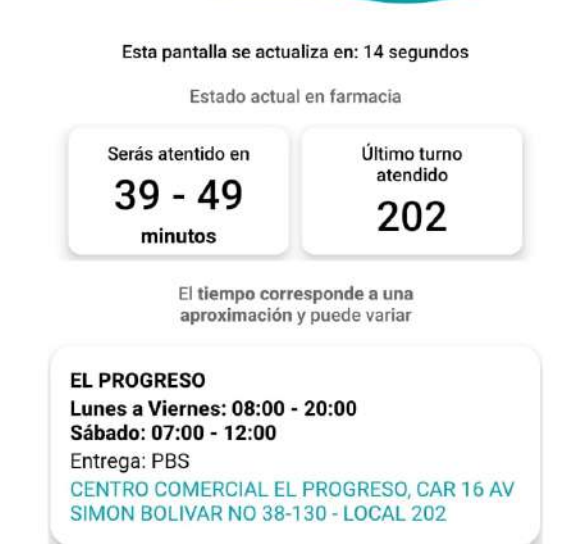 Esta pantalla se actualiza en: 14 segundos
Estado actual en farmacia
Serás atentido en
39 - 49
minutos
Último turno
atendido
202
El tiempo corresponde a una
aproximación y puede variar
EL PROGRESO
Lunes a Viernes: 08:00 - 20:00
Sábado: 07:00 - 12:00
Entrega: PBS
CENTRO COMERCIAL EL PROGRESO, CAR 16 AV
SIMON BOLIVAR NO 38-130 - LOCAL 202